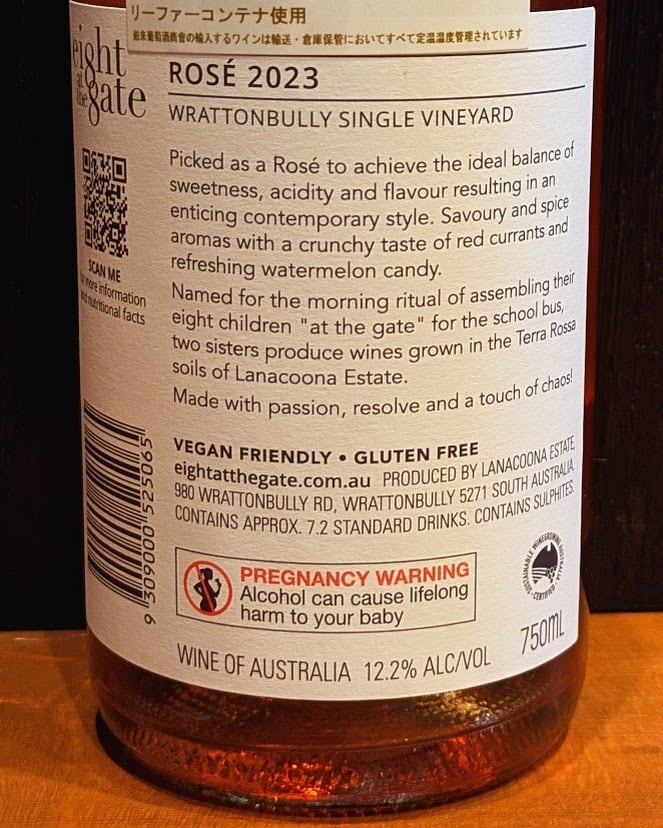 リーファーコンテナ使用
舶来葡萄酒商會の輸入するワインは輸送・倉庫保管においてすべて定温温度管理されています
eight
at
the
gate
ROSÉ 2023
WRATTONBULLY SINGLE VINEYARD
Picked as a Rosé to achieve the ideal balance of
sweetness, acidity and flavour resulting in an
enticing contemporary style. Savoury and spice
aromas with a crunchy taste of red currants and
refreshing watermelon candy.
Named for the morning ritual of assembling their
eight children "at the gate" for the school bus,
two sisters produce wines grown in the Terra Rossa
soils of Lanacoona Estate.
Made with passion, resolve and a touch of chaos!
SCAN ME
for more information
and nutritional facts
VEGAN FRIENDLY • GLUTEN FREE
eightatthegate.com.au PRODUCED BY LANACOONA ESTATE,
980 WRATTONBULLY RD, WRATTONBULLY 5271 SOUTH AUSTRALIA.
CONTAINS APPROX. 7.2 STANDARD DRINKS. CONTAINS SULPHITES.
9 309000 525065
PREGNANCY WARNING
Alcohol can cause lifelong
harm to your baby
SUSTAINABLE WINEGROWING AUSTRALIA
CERTIFIED
WINE OF AUSTRALIA 12.2% ALC/VOL
750ML